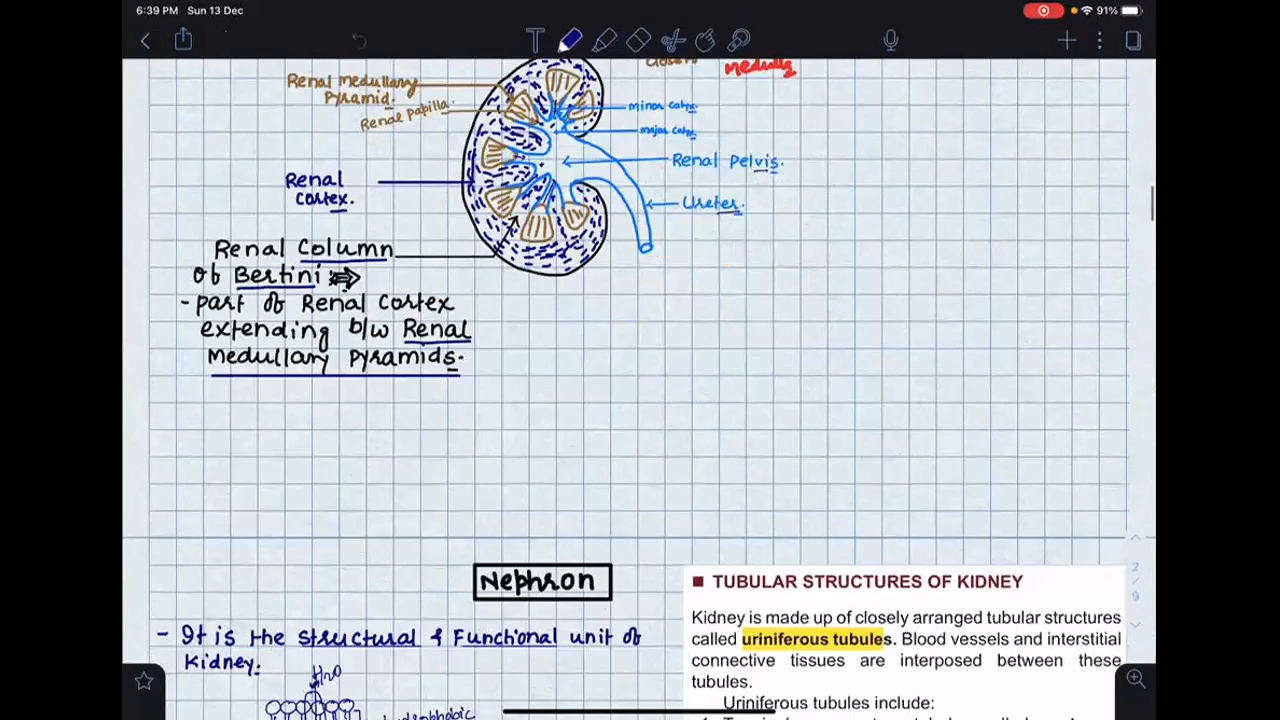 6:39 PM Sun 13 Dec
91%
medulla
Renal medullary
Pyramid.
Renal papilla.
minor calyx
major calyx
Renal Pelvis.
Renal
Cortex.
Ureter.
Renal Column
of Bertini ⇒
- part of Renal Cortex
extending b/w Renal
medullary pyramids.
2
/
9
Nephron
- It is the structural & Functional unit of
Kidney.
H2O
■ TUBULAR STRUCTURES OF KIDNEY
Kidney is made up of closely arranged tubular structures
called uriniferous tubules. Blood vessels and interstitial
connective tissues are interposed between these
tubules.
Uriniferous tubules include: